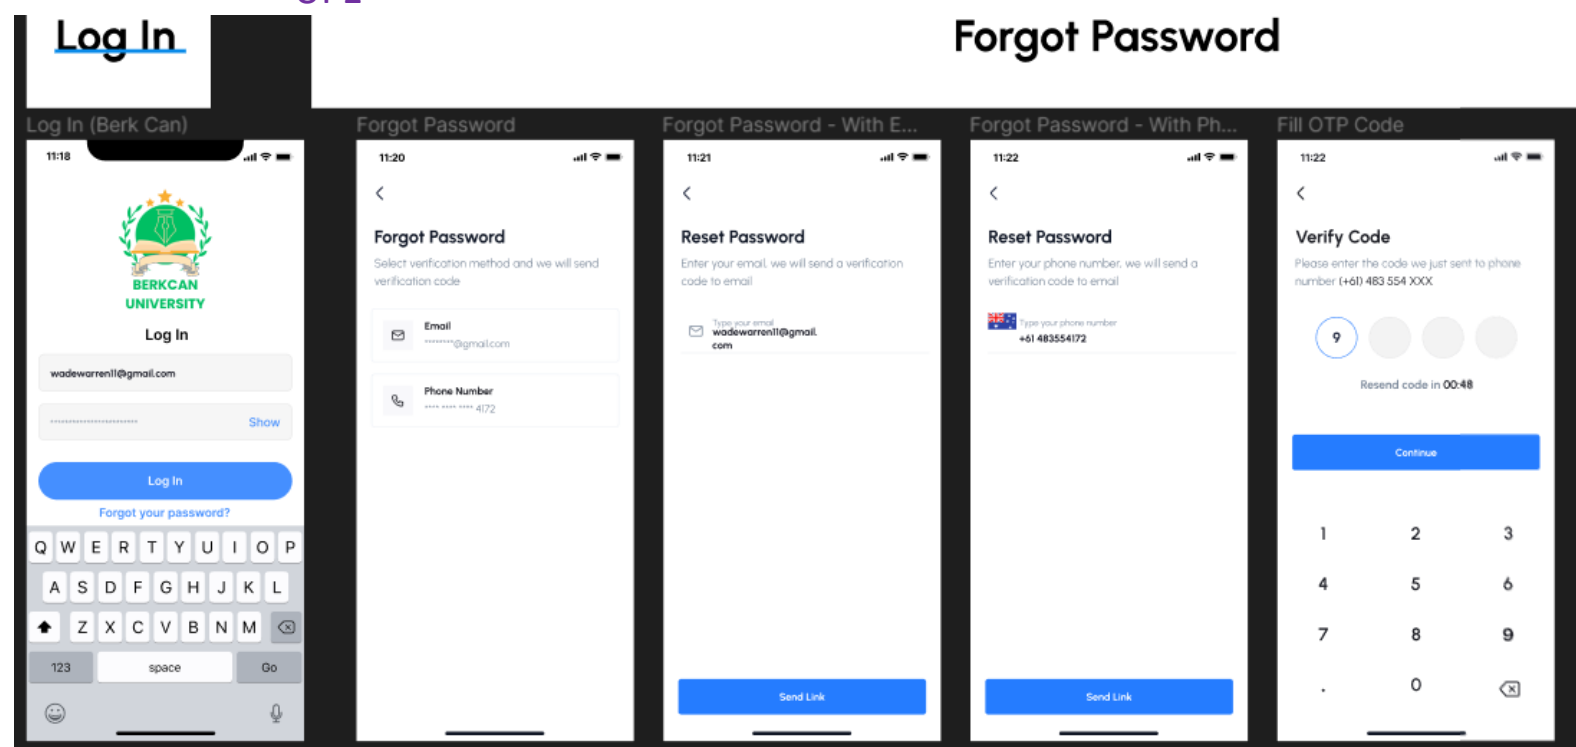 Log In
Forgot Password
Log In (Berk Can)
Forgot Password
Forgot Password - With E...
Forgot Password - With Ph...
Fill OTP Code
11:18
BERKCAN
UNIVERSITY
Log In
wadewarren11@gmail.com
Show
Log In
Forgot your password?
Q W E R T Y U I O P
A S D F G H J K L
Z X C V B N M
123 space Go
11:20
Forgot Password
Select verification method and we will send
verification code
Email
********@gmail.com
Phone Number
**** **** **** 4172
11:21
Reset Password
Enter your email, we will send a verification
code to email
Type your email
wadewarren11@gmail.
com
Send Link
11:22
Reset Password
Enter your phone number, we will send a
verification code to email
Type your phone number
+61 483554172
Send Link
11:22
Verify Code
Please enter the code we just sent to phone
number (+61) 483 554 XXX
9
Resend code in 00:48
Continue
1 2 3
4 5 6
7 8 9
. 0